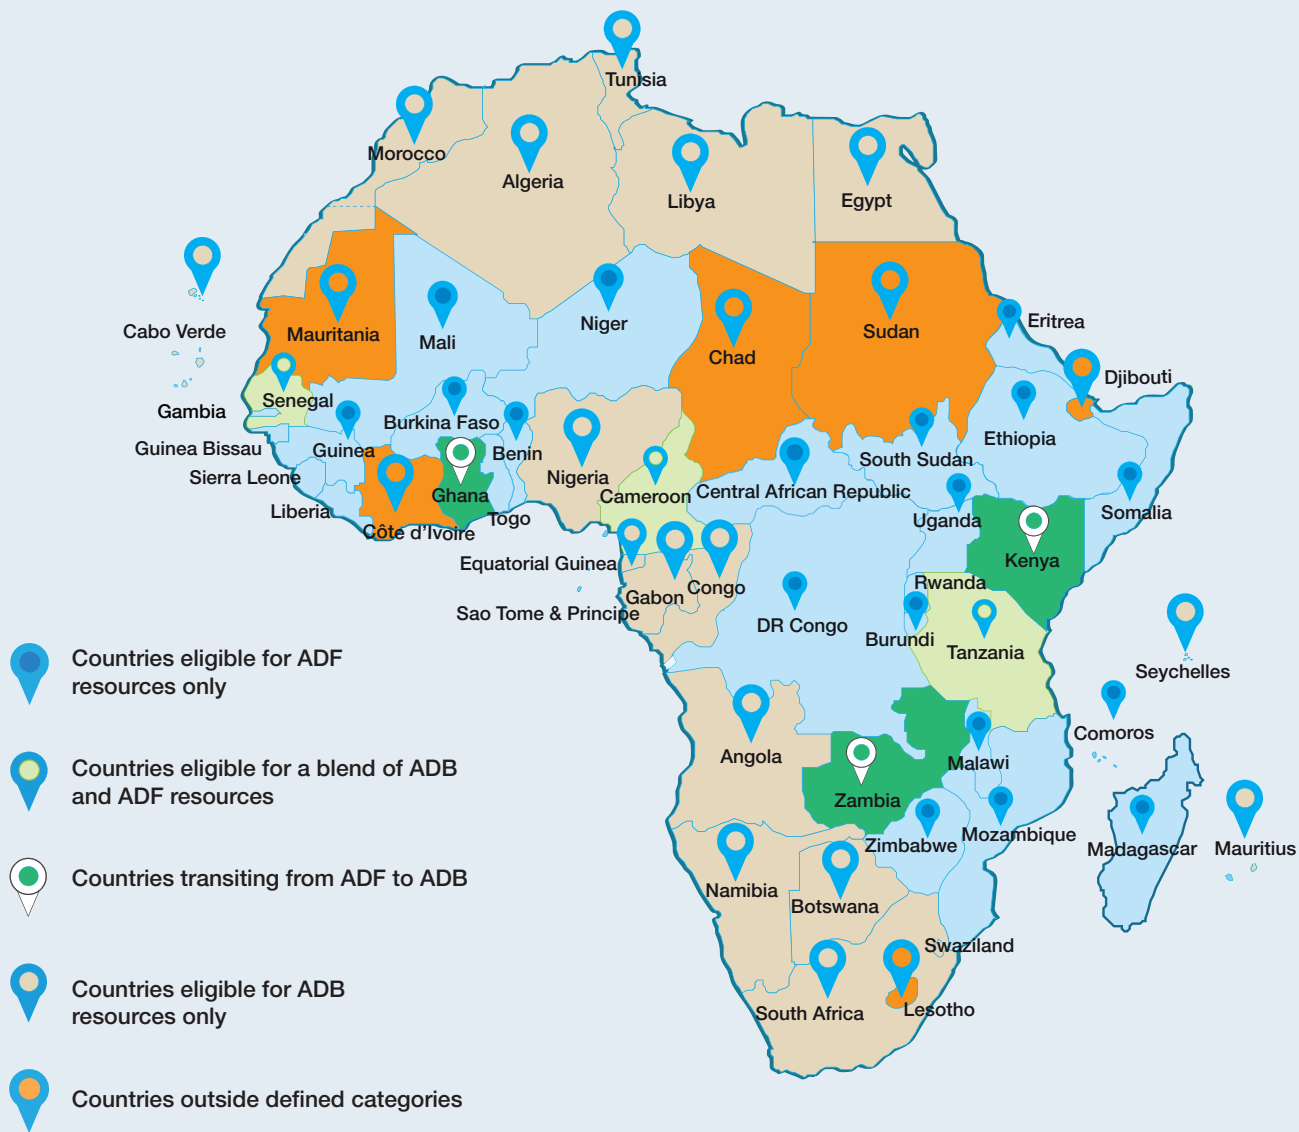 Tunisia
Morocco
Algeria
Libya
Egypt
Cabo Verde
Mauritania
Mali
Niger
Chad
Sudan
Eritrea
Djibouti
Senegal
Gambia
Guinea Bissau
Guinea
Burkina Faso
Benin
Nigeria
Cameroon
Central African Republic
South Sudan
Ethiopia
Sierra Leone
Liberia
Côte d'Ivoire
Ghana
Togo
Uganda
Kenya
Somalia
Equatorial Guinea
Sao Tome & Principe
Gabon
Congo
DR Congo
Rwanda
Burundi
Tanzania
Seychelles
Comoros
Angola
Zambia
Malawi
Mozambique
Zimbabwe
Madagascar
Mauritius
Namibia
Botswana
Swaziland
South Africa
Lesotho
Countries eligible for ADF
resources only
Countries eligible for a blend of ADB
and ADF resources
Countries transiting from ADF to ADB
Countries eligible for ADB
resources only
Countries outside defined categories